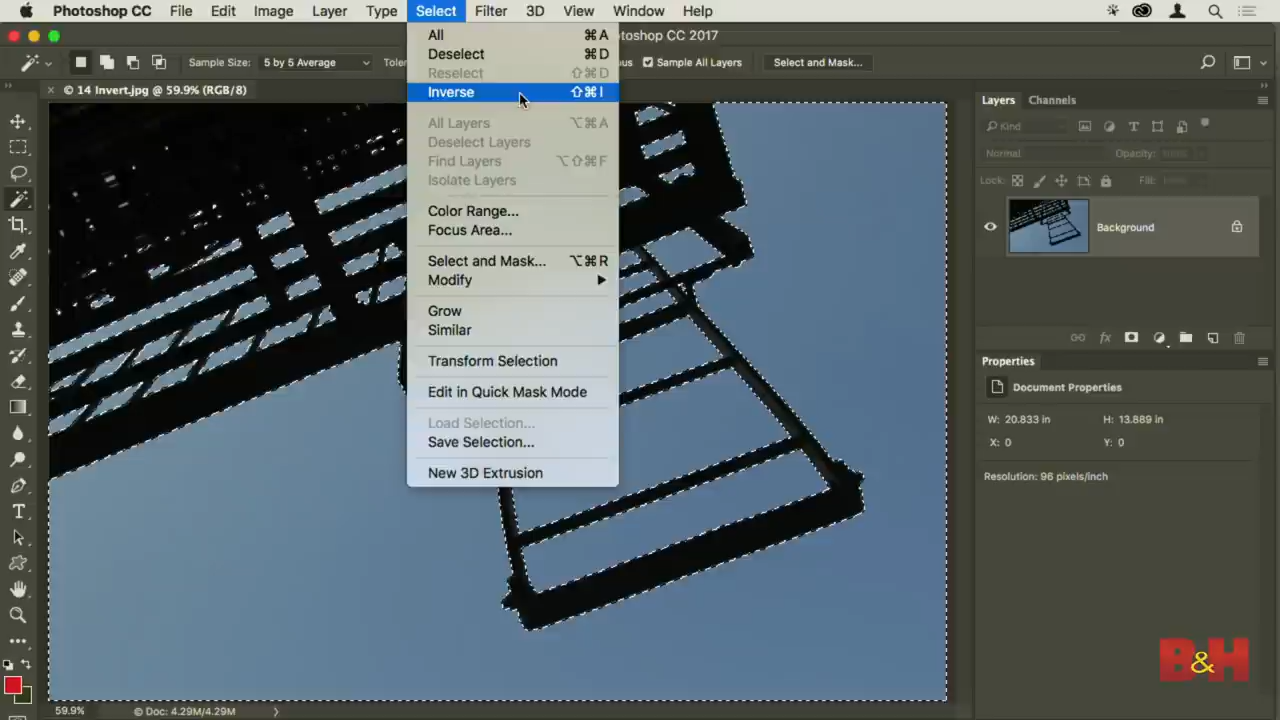 Photoshop CC File Edit Image Layer Type Select Filter 3D View Window Help
hotoshop CC 2017
Sample Size: 5 by 5 Average Toler us Sample All Layers Select and Mask...
© 14 Invert.jpg @ 59.9% (RGB/8)
All ⌘A
Deselect ⌘D
Reselect ⇧⌘D
Inverse ⇧⌘I
All Layers ⌥⌘A
Deselect Layers
Find Layers ⌥⇧⌘F
Isolate Layers
Color Range...
Focus Area...
Select and Mask... ⌥⌘R
Modify
Grow
Similar
Transform Selection
Edit in Quick Mask Mode
Load Selection...
Save Selection...
New 3D Extrusion
Layers Channels
Kind
Normal Opacity:
Lock: Fill:
Background
Properties
Document Properties
W: 20.833 in H: 13.889 in
X: 0 Y: 0
Resolution: 96 pixels/inch
B&H
59.9% © Doc: 4.29M/4.29M